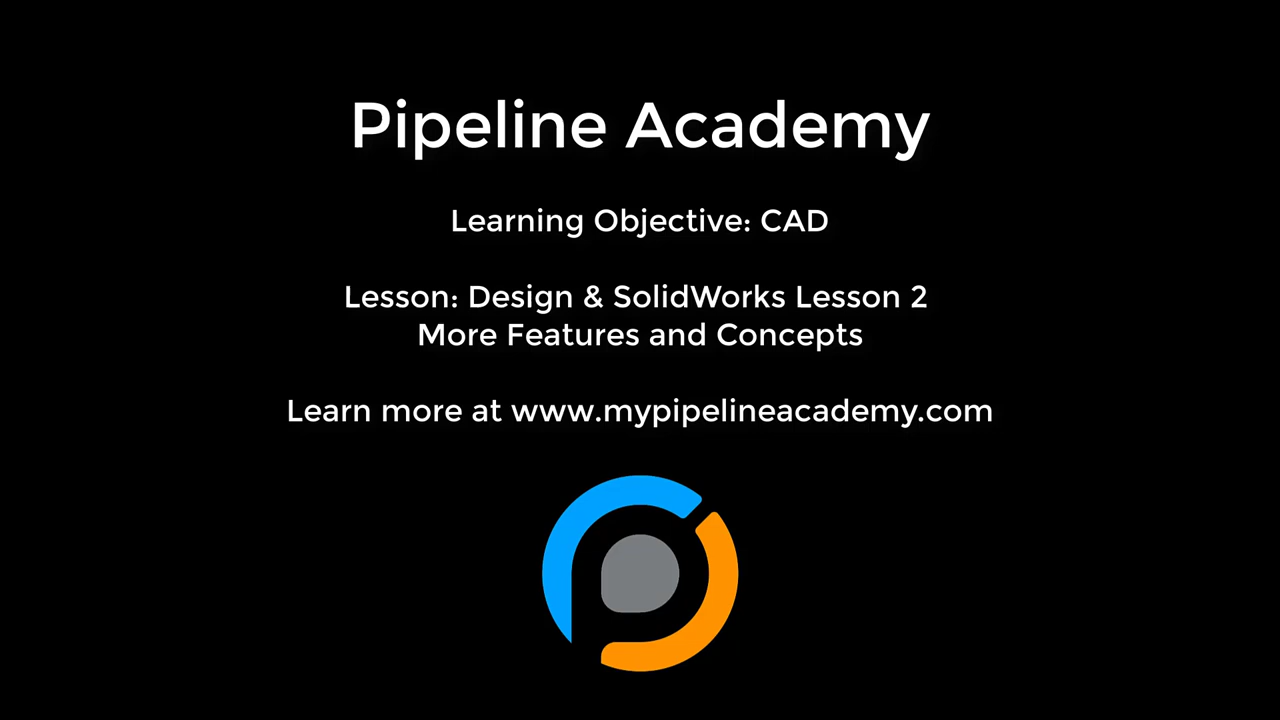 Pipeline Academy
Learning Objective: CAD
Lesson: Design & SolidWorks Lesson 2
More Features and Concepts
Learn more at www.mypipelineacademy.com